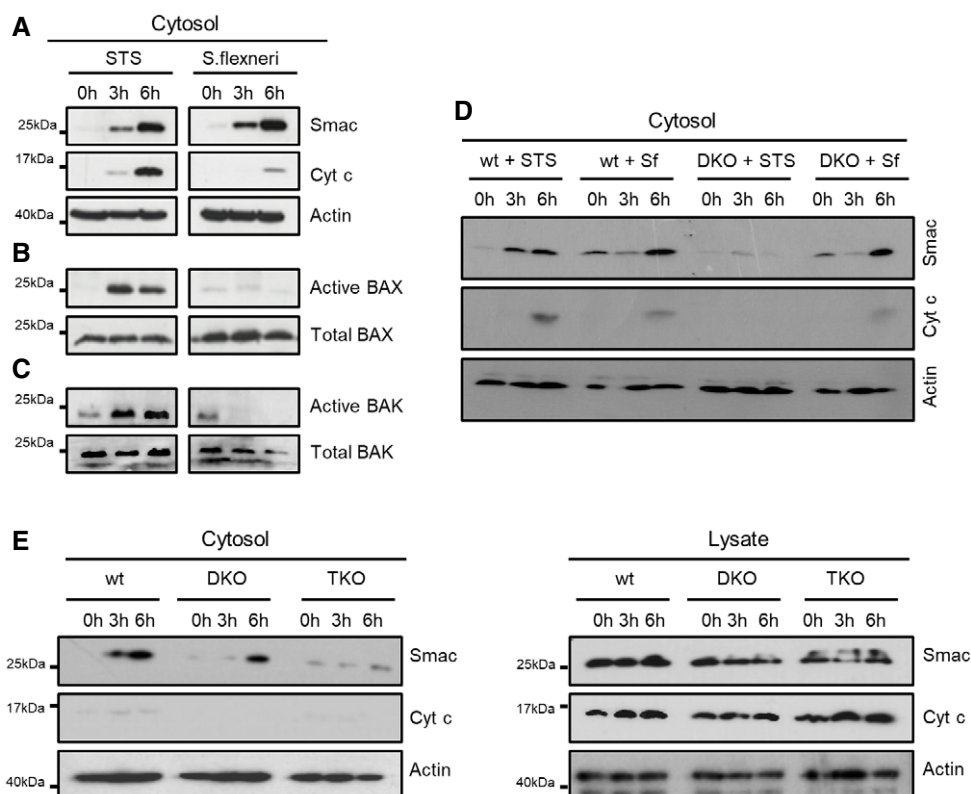 A
Cytosol
STS S.flexneri
0h 3h 6h 0h 3h 6h
25kDa Smac
17kDa Cyt c
40kDa Actin
B
25kDa Active BAX
25kDa Total BAX
C
25kDa Active BAK
25kDa Total BAK
D
Cytosol
wt + STS wt + Sf DKO + STS DKO + Sf
0h 3h 6h 0h 3h 6h 0h 3h 6h 0h 3h 6h
Smac
Cyt c
Actin
E
Cytosol
wt DKO TKO
0h 3h 6h 0h 3h 6h 0h 3h 6h
25kDa Smac
17kDa Cyt c
40kDa Actin
Lysate
wt DKO TKO
0h 3h 6h 0h 3h 6h 0h 3h 6h
25kDa Smac
17kDa Cyt c
40kDa Actin